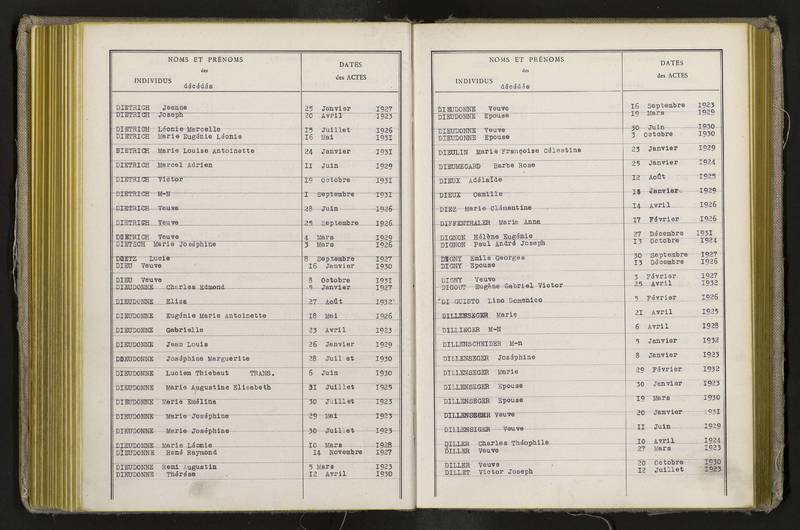 NOMS ET PRÉNOMS
des
INDIVIDUS
décédés
DATES
des ACTES
DIETRICH Jeanne 25 Janvier 1927
DIETRICH Joseph 20 Avril 1923
DIETRICH Léonie Marcelle 15 Juillet 1926
DIETRICH Marie Eugénie Léonie 16 Mai 1931
DIETRICH Marie Louise Antoinette 24 Janvier 1931
DIETRICH Marcel Adrien 11 Juin 1929
DIETRICH Victor 19 Octobre 1931
DIETRICH M-N 1 Septembre 1931
DIETRICH Veuve 28 Juin 1926
DIETRICH Veuve 25 Septembre 1926
DIETRICH Veuve 4 Mars 1929
DIETSCH Marie Joséphine 3 Mars 1926
DIETZ Lucie 8 Septembre 1927
DIEU Veuve 16 Janvier 1930
DIEU Veuve 8 Octobre 1931
DIEUDONNE Charles Edmond Janvier 1927
DIEUDONNE Elisa 27 Août 1932
DIEUDONNE Eugénie Marie Antoinette 18 Mai 1926
DIEUDONNE Gabrielle 23 Avril 1923
DIEUDONNE Jean Louis 26 Janvier 1929
DIEUDONNE Joséphine Marguerite 28 Juillet 1930
DIEUDONNE Lucien Thiebaut TRANS. 6 Juin 1930
DIEUDONNE Marie Augustine Elisabeth 31 Juillet 1925
DIEUDONNE Marie Emélina 30 Juillet 1923
DIEUDONNE Marie Joséphine 29 Mai 1923
DIEUDONNE Marie Joséphine 30 Juillet 1923
DIEUDONNE Marie Léonie 10 Mars 1928
DIEUDONNE René Raymond 14 Novembre 1927
DIEUDONNE Remi Augustin 5 Mars 1923
DIEUDONNE Thérèse 12 Avril 1930
NOMS ET PRÉNOMS
des
INDIVIDUS
décédés
DATES
des ACTES
DIEUDONNE Veuve 16 Septembre 1923
DIEUDONNE Epouse 19 Mars 1929
DIEUDONNE Veuve 30 Juin 1930
DIEUDONNE Epouse 3 Octobre 1930
DIEULIN Marie Françoise Célestine 23 Janvier 1929
DIEUMEGARD Barbe Rose 25 Janvier 1924
DIEUX Adélaïde 12 Août 1925
DIEUX Camille Janvier 1929
DIEZ Marie Clémentine 14 Avril 1926
DIFFENTHALER Marie Anna 17 Février 1926
DIGNON Hélène Eugénie 27 Décembre 1931
DIGNON Paul André Joseph 13 Octobre 1924
DIGNY Emile Georges 30 Septembre 1927
DIGNY Epouse 13 Décembre 1926
DIGNY Veuve 3 Février 1927
DIGOUT Eugène Gabriel Victor 25 Avril 1932
DI GUISTO Lino Domenico 5 Février 1926
DILLENSEGER Marie 21 Avril 1925
DILLINGER M-N 6 Avril 1928
DILLENSCHEIDER M-n 5 Janvier 1932
DILLENSEGER Joséphine 8 Janvier 1923
DILLENSEGER Marie 29 Février 1932
DILLENSEGER Epouse 30 Janvier 1923
DILLENSEGER Epouse 19 Mars 1930
DILLENSEGER Veuve 20 Janvier 1931
DILLENSIGER Veuve 11 Juin 1929
DILLER Charles Théophile 10 Avril 1924
DILLER Veuve 27 Mars 1923
DILLER Veuve 20 Octobre 1930
DILLET Victor Joseph 12 Juillet 1923